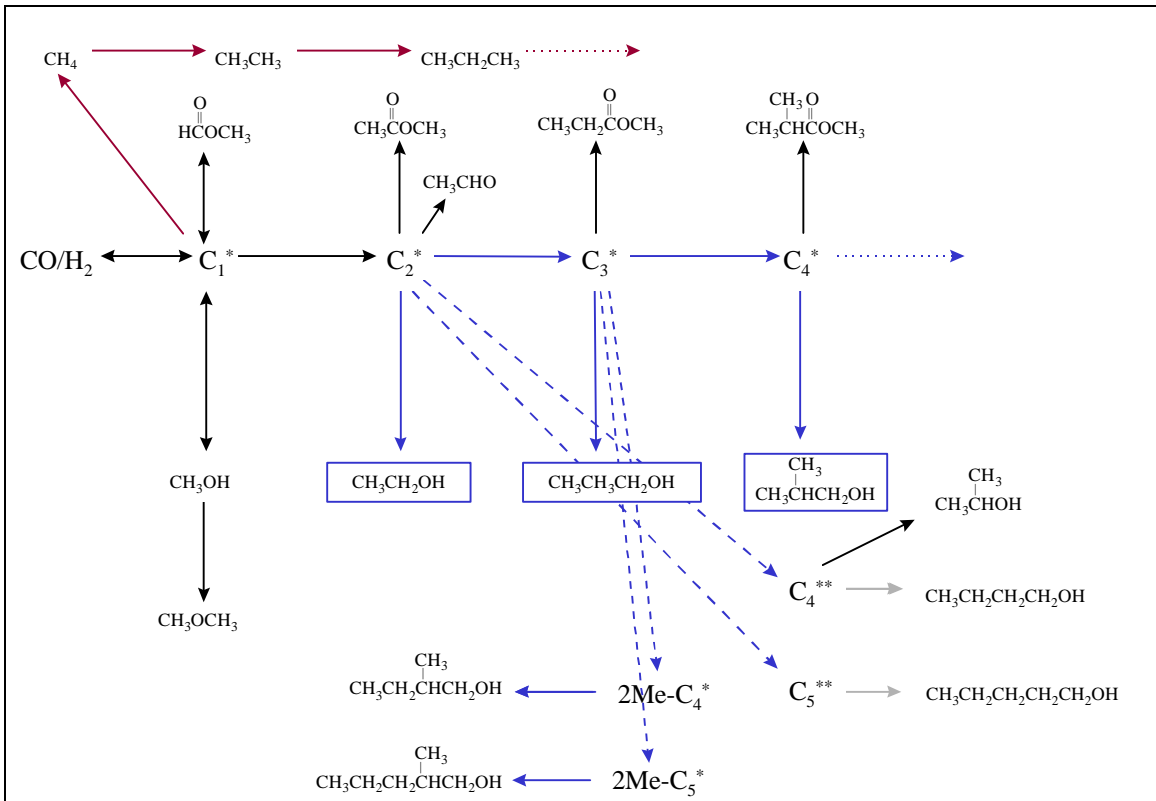 CH₄ CH₃CH₃ CH₃CH₂CH₃
O O O CH₃O
HCOCH₃ CH₃COCH₃ CH₃CH₂COCH₃ CH₃CHCOCH₃
CH₃CHO
CO/H₂ C₁* C₂* C₃* C₄*
CH₃
CH₃OH CH₃CH₂OH CH₃CH₃CH₂OH CH₃CHCH₂OH
CH₃
CH₃CHOH
C₄** CH₃CH₂CH₂CH₂OH
CH₃OCH₃
CH₃
CH₃CH₂CHCH₂OH 2Me-C₄* C₅** CH₃CH₂CH₂CH₂CH₂OH
CH₃
CH₃CH₂CH₂CHCH₂OH 2Me-C₅*